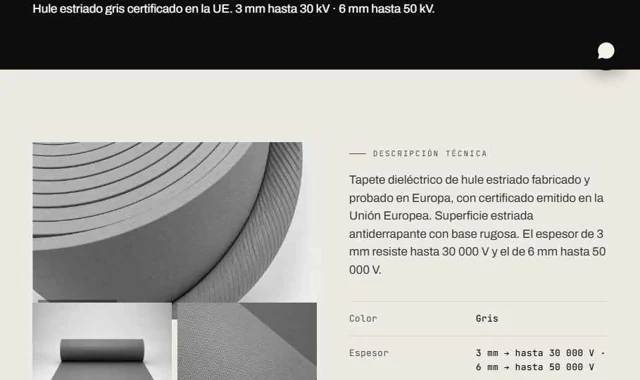 Hule estriado gris certificado en la UE. 3 mm hasta 30 kV · 6 mm hasta 50 kV.
DESCRIPCIÓN TÉCNICA
Tapete dieléctrico de hule estriado fabricado y
probado en Europa, con certificado emitido en la
Unión Europea. Superficie estriada
antiderrapante con base rugosa. El espesor de 3
mm resiste hasta 30 000 V y el de 6 mm hasta 50
000 V.
Color Gris
Espesor 3 mm → hasta 30 000 V ·
6 mm → hasta 50 000 V